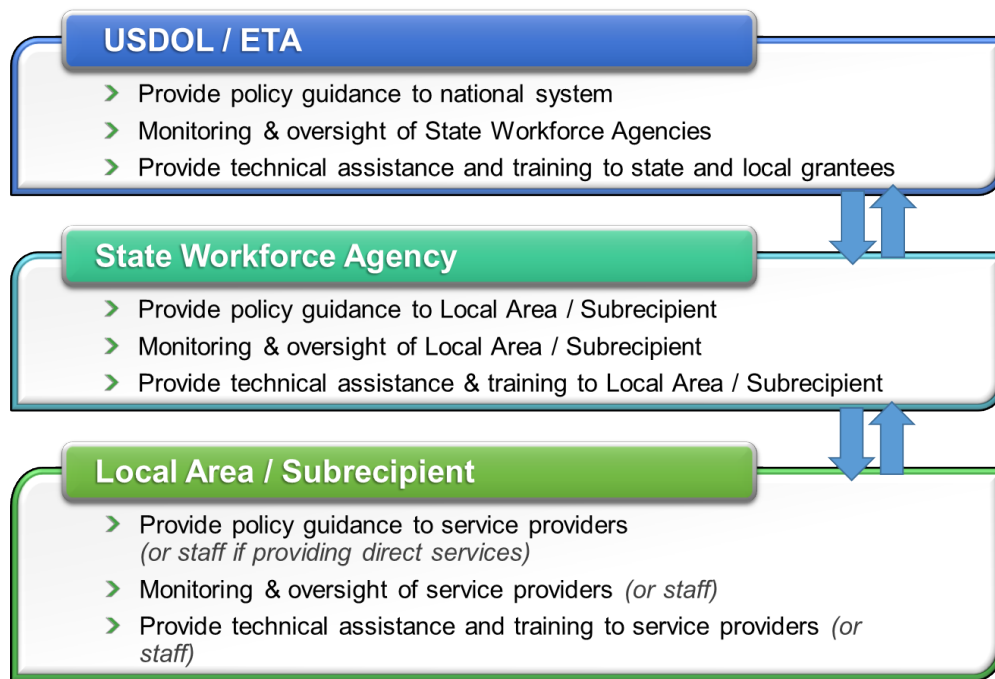 USDOL / ETA
Provide policy guidance to national system
Monitoring & oversight of State Workforce Agencies
Provide technical assistance and training to state and local grantees
State Workforce Agency
Provide policy guidance to Local Area / Subrecipient
Monitoring & oversight of Local Area / Subrecipient
Provide technical assistance & training to Local Area / Subrecipient
Local Area / Subrecipient
Provide policy guidance to service providers
(or staff if providing direct services)
Monitoring & oversight of service providers (or staff)
Provide technical assistance and training to service providers (or
staff)